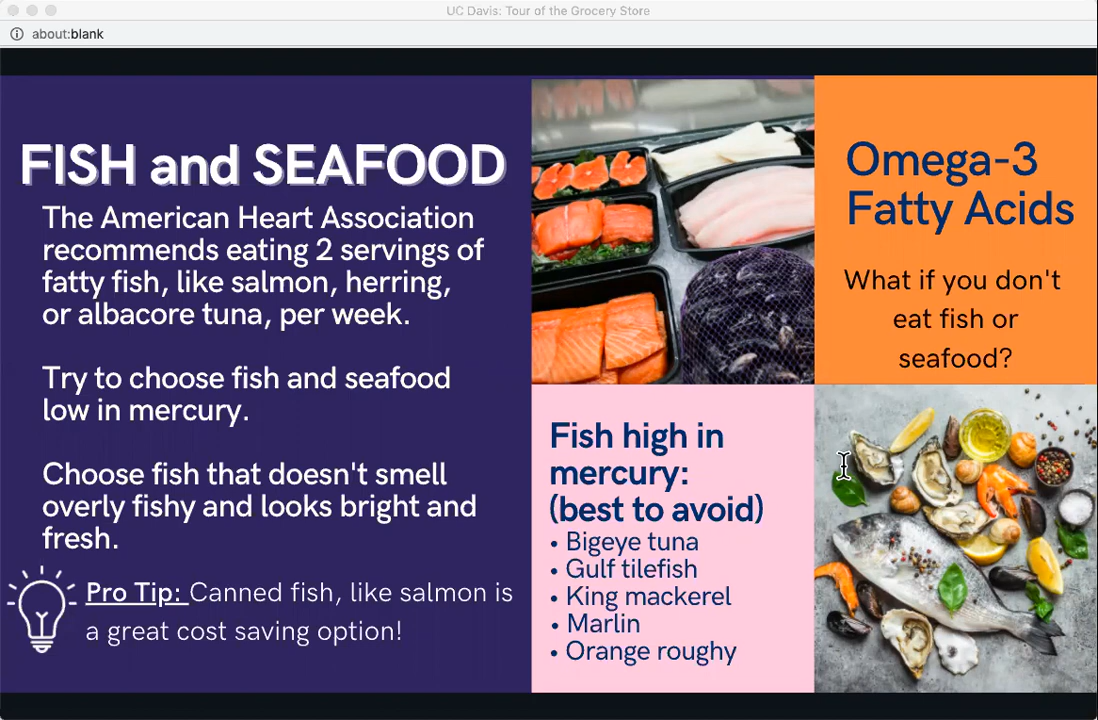 UC Davis: Tour of the Grocery Store
about:blank
FISH and SEAFOOD
The American Heart Association
recommends eating 2 servings of
fatty fish, like salmon, herring,
or albacore tuna, per week.
Try to choose fish and seafood
low in mercury.
Choose fish that doesn't smell
overly fishy and looks bright and
fresh.
Pro Tip: Canned fish, like salmon is
a great cost saving option!
Fish high in
mercury:
(best to avoid)
• Bigeye tuna
• Gulf tilefish
• King mackerel
• Marlin
• Orange roughy
Omega-3
Fatty Acids
What if you don't
eat fish or
seafood?